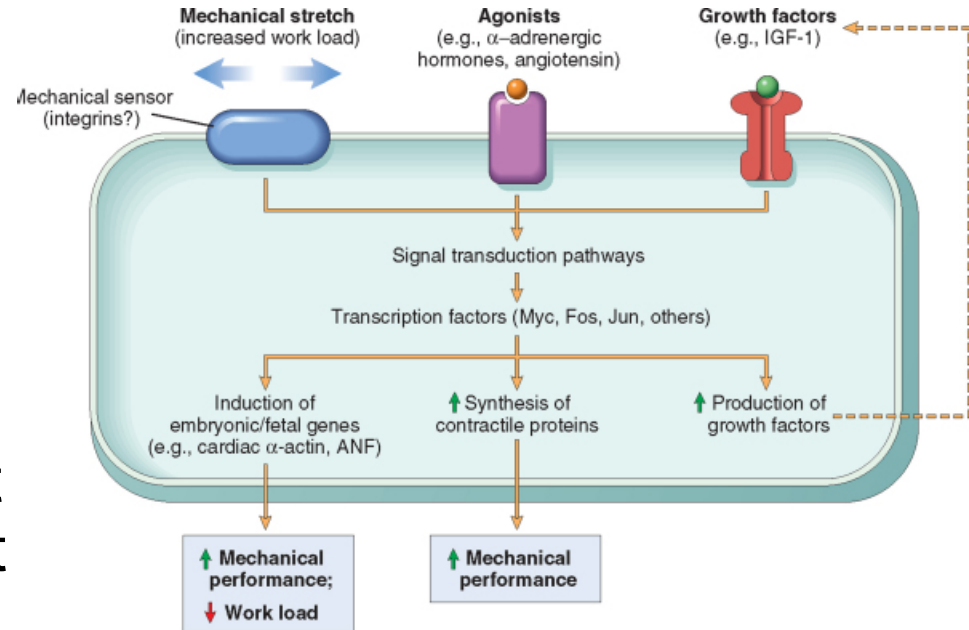 Mechanical stretch
(increased work load)
Agonists
(e.g., α–adrenergic
hormones, angiotensin)
Growth factors
(e.g., IGF-1)
Mechanical sensor
(integrins?)
Signal transduction pathways
Transcription factors (Myc, Fos, Jun, others)
Induction of
embryonic/fetal genes
(e.g., cardiac α-actin, ANF)
Synthesis of
contractile proteins
Production of
growth factors
Mechanical
performance;
Work load
Mechanical
performance
t